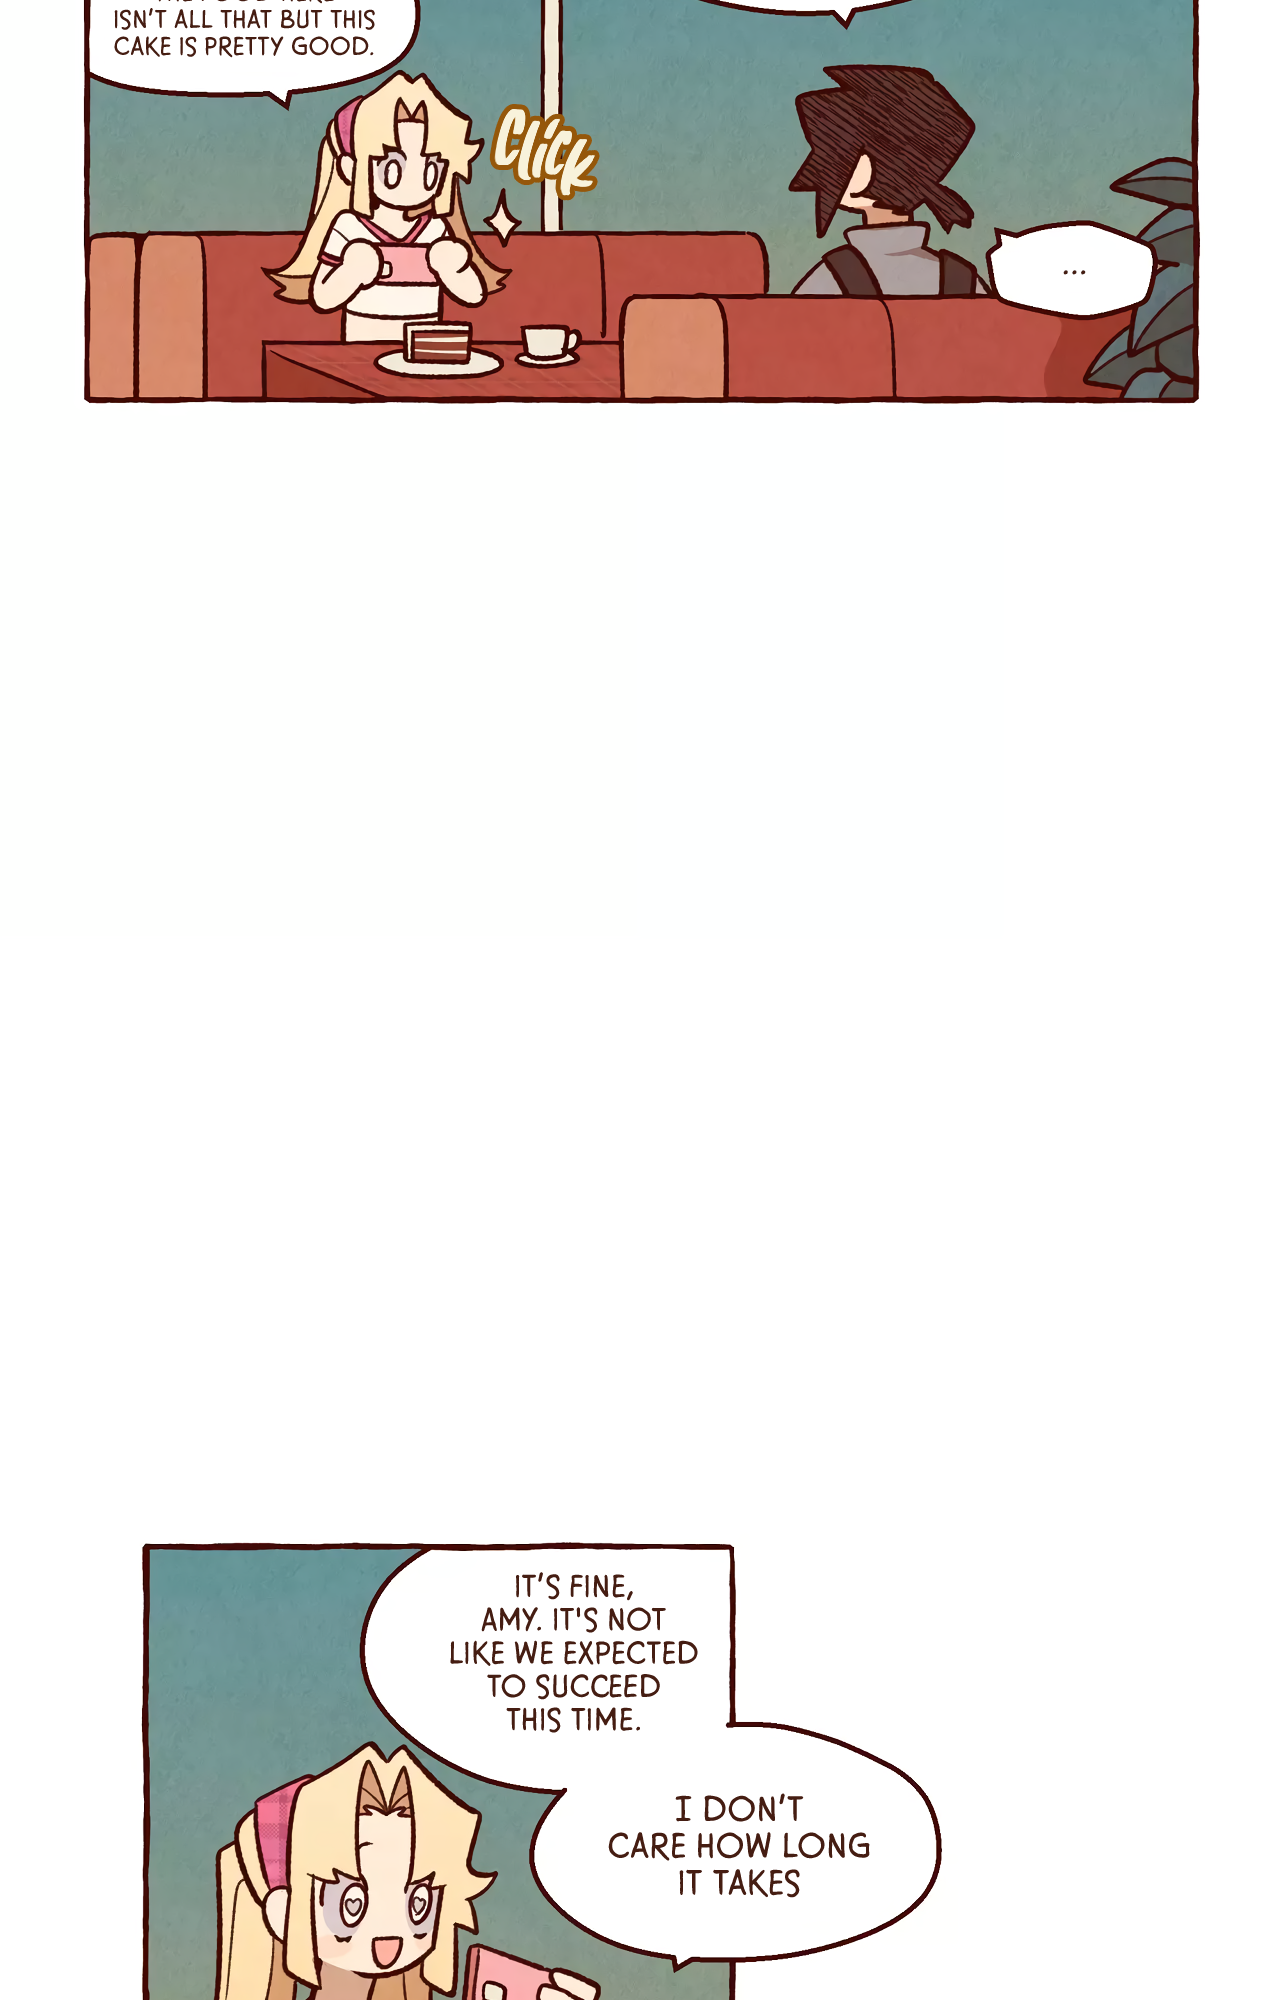 ISN'T ALL THAT BUT THIS
CAKE IS PRETTY GOOD.
CLICK
...
IT'S FINE,
AMY. IT'S NOT
LIKE WE EXPECTED
TO SUCCEED
THIS TIME.
I DON'T
CARE HOW LONG
IT TAKES